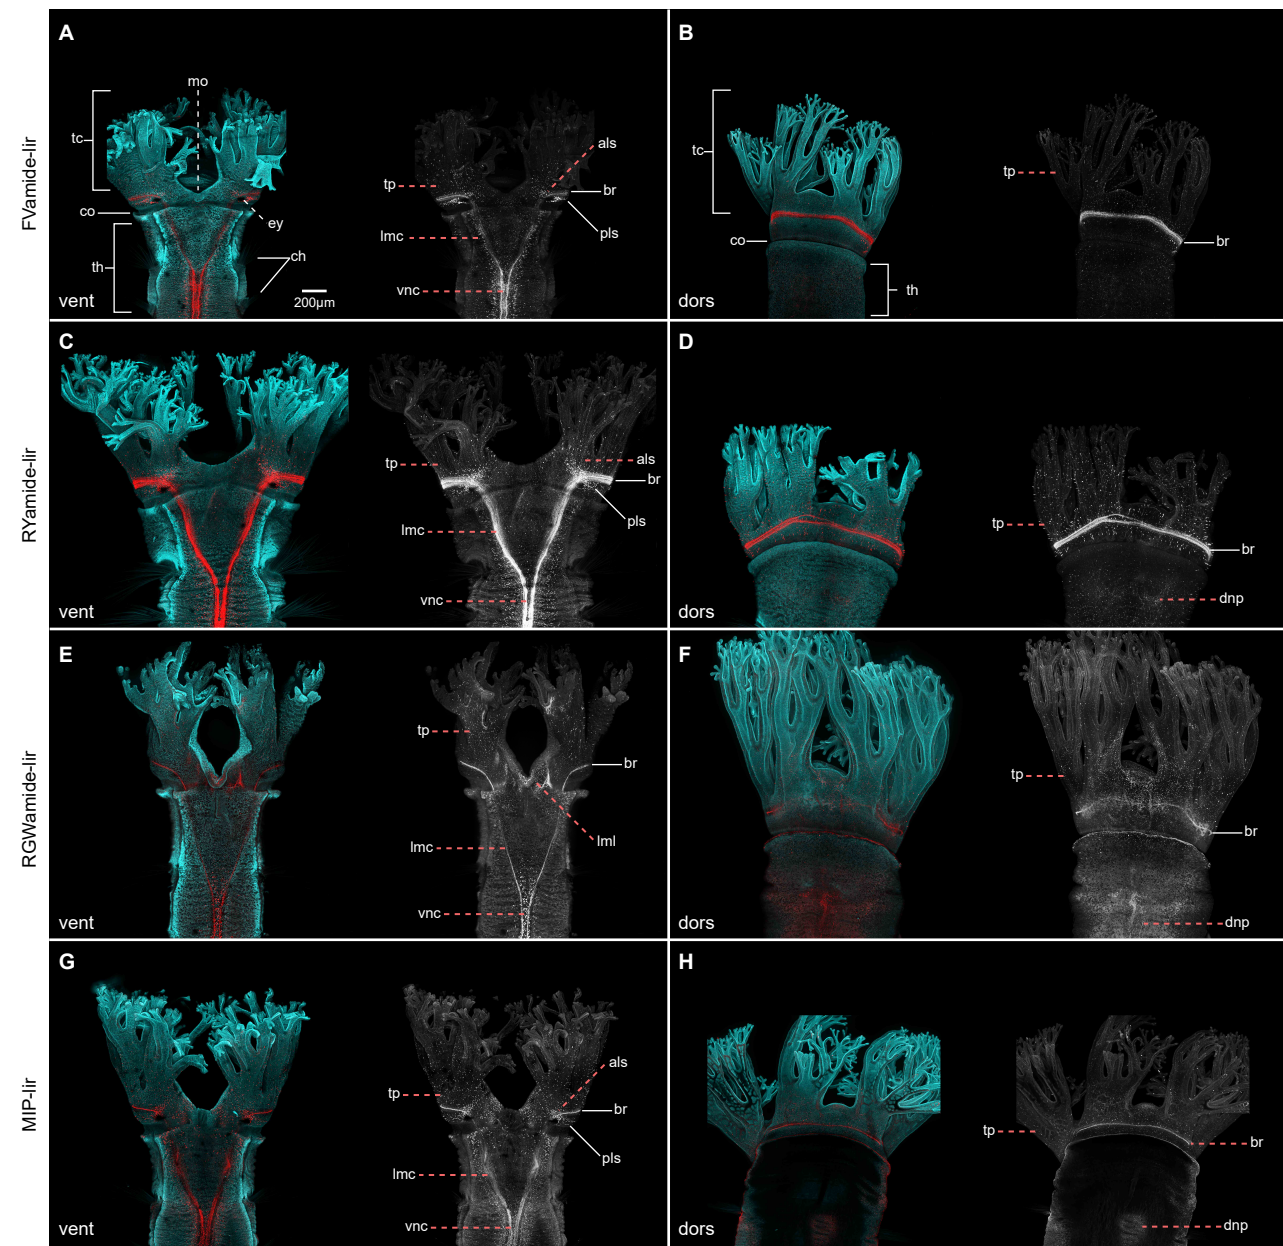 A
B
FVamide-lir
mo
tc
co
th
ey
ch
200µm
vent
als
tp
br
pls
lmc
vnc
tc
co
th
dors
tp
br
C
D
RYamide-lir
vent
tp
als
br
pls
lmc
vnc
dors
tp
br
dnp
E
F
RGWamide-lir
vent
tp
br
lml
lmc
vnc
dors
tp
br
dnp
G
H
MIP-lir
vent
als
tp
br
pls
lmc
vnc
dors
tp
br
dnp